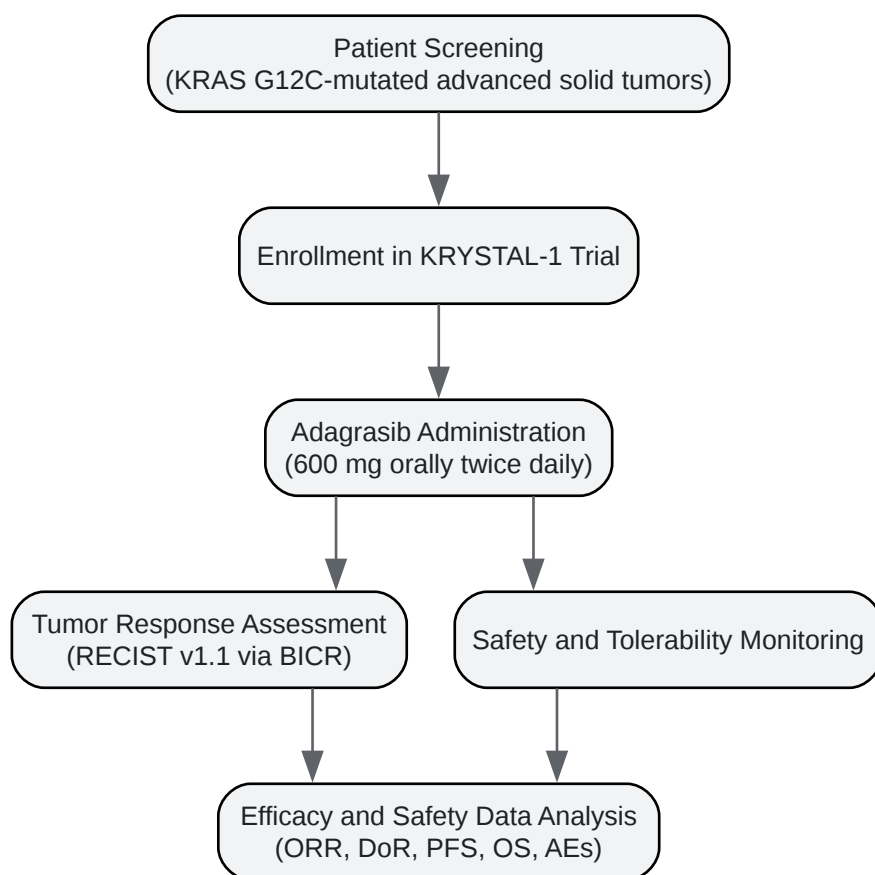 Patient Screening
(KRAS G12C-mutated advanced solid tumors)
Enrollment in KRYSTAL-1 Trial
Adagrasib Administration
(600 mg orally twice daily)
Tumor Response Assessment
(RECIST v1.1 via BICR)
Safety and Tolerability Monitoring
Efficacy and Safety Data Analysis
(ORR, DoR, PFS, OS, AEs)